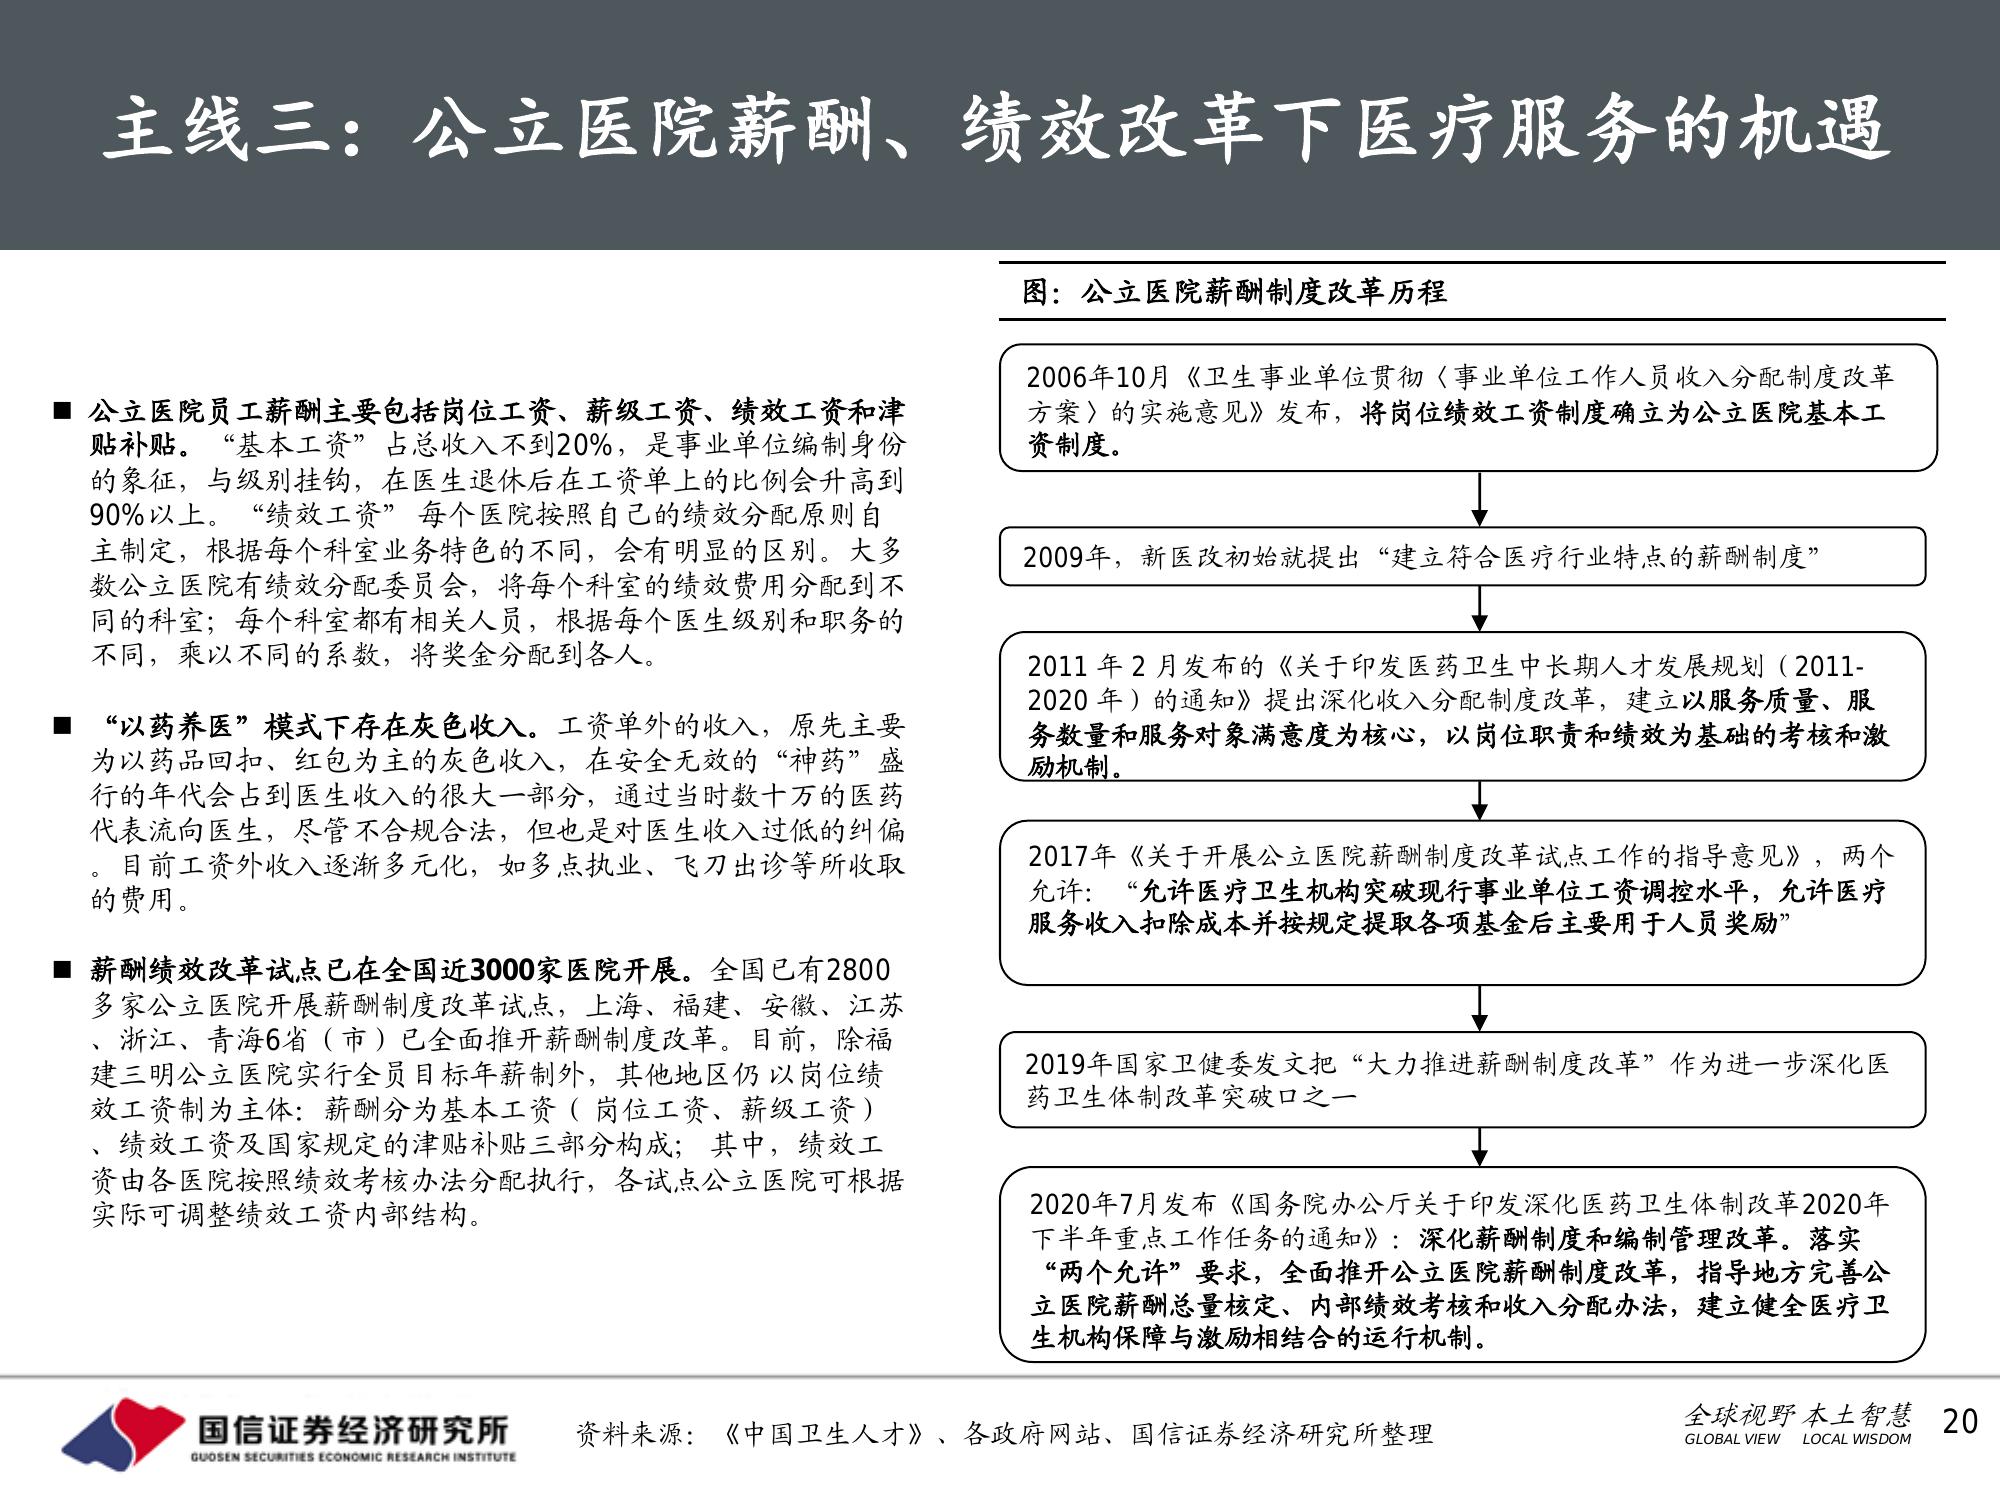 主线三：公立医院薪酬、绩效改革下医疗服务的机遇
■ 公立医院员工薪酬主要包括岗位工资、薪级工资、绩效工资和津
贴补贴。“基本工资”占总收入不到20%，是事业单位编制身份
的象征，与级别挂钩，在医生退休后在工资单上的比例会升高到
90%以上。“绩效工资” 每个医院按照自己的绩效分配原则自
主制定，根据每个科室业务特色的不同，会有明显的区别。大多
数公立医院有绩效分配委员会，将每个科室的绩效费用分配到不
同的科室；每个科室都有相关人员，根据每个医生级别和职务的
不同，乘以不同的系数，将奖金分配到各人。
■ “以药养医”模式下存在灰色收入。工资单外的收入，原先主要
为以药品回扣、红包为主的灰色收入，在安全无效的“神药”盛
行的年代会占到医生收入的很大一部分，通过当时数十万的医药
代表流向医生，尽管不合规合法，但也是对医生收入过低的纠偏
。目前工资外收入逐渐多元化，如多点执业、飞刀出诊等所收取
的费用。
■ 薪酬绩效改革试点已在全国近3000家医院开展。全国已有2800
多家公立医院开展薪酬制度改革试点，上海、福建、安徽、江苏
、浙江、青海6省（市）已全面推开薪酬制度改革。目前，除福
建三明公立医院实行全员目标年薪制外，其他地区仍 以岗位绩
效工资制为主体：薪酬分为基本工资（ 岗位工资、薪级工资）
、绩效工资及国家规定的津贴补贴三部分构成； 其中，绩效工
资由各医院按照绩效考核办法分配执行，各试点公立医院可根据
实际可调整绩效工资内部结构。
图：公立医院薪酬制度改革历程
2006年10月《卫生事业单位贯彻〈事业单位工作人员收入分配制度改革
方案〉的实施意见》发布，将岗位绩效工资制度确立为公立医院基本工
资制度。
2009年，新医改初始就提出“建立符合医疗行业特点的薪酬制度”
2011 年 2 月发布的《关于印发医药卫生中长期人才发展规划（2011-
2020 年）的通知》提出深化收入分配制度改革，建立以服务质量、服
务数量和服务对象满意度为核心，以岗位职责和绩效为基础的考核和激
励机制。
2017年《关于开展公立医院薪酬制度改革试点工作的指导意见》，两个
允许： “允许医疗卫生机构突破现行事业单位工资调控水平，允许医疗
服务收入扣除成本并按规定提取各项基金后主要用于人员奖励”
2019年国家卫健委发文把“大力推进薪酬制度改革”作为进一步深化医
药卫生体制改革突破口之一
2020年7月发布《国务院办公厅关于印发深化医药卫生体制改革2020年
下半年重点工作任务的通知》：深化薪酬制度和编制管理改革。落实
“两个允许”要求，全面推开公立医院薪酬制度改革，指导地方完善公
立医院薪酬总量核定、内部绩效考核和收入分配办法，建立健全医疗卫
生机构保障与激励相结合的运行机制。
国信证券经济研究所
GUOSEN SECURITIES ECONOMIC RESEARCH INSTITUTE
资料来源：《中国卫生人才》、各政府网站、国信证券经济研究所整理
全球视野 本土智慧
GLOBAL VIEW LOCAL WISDOM
20